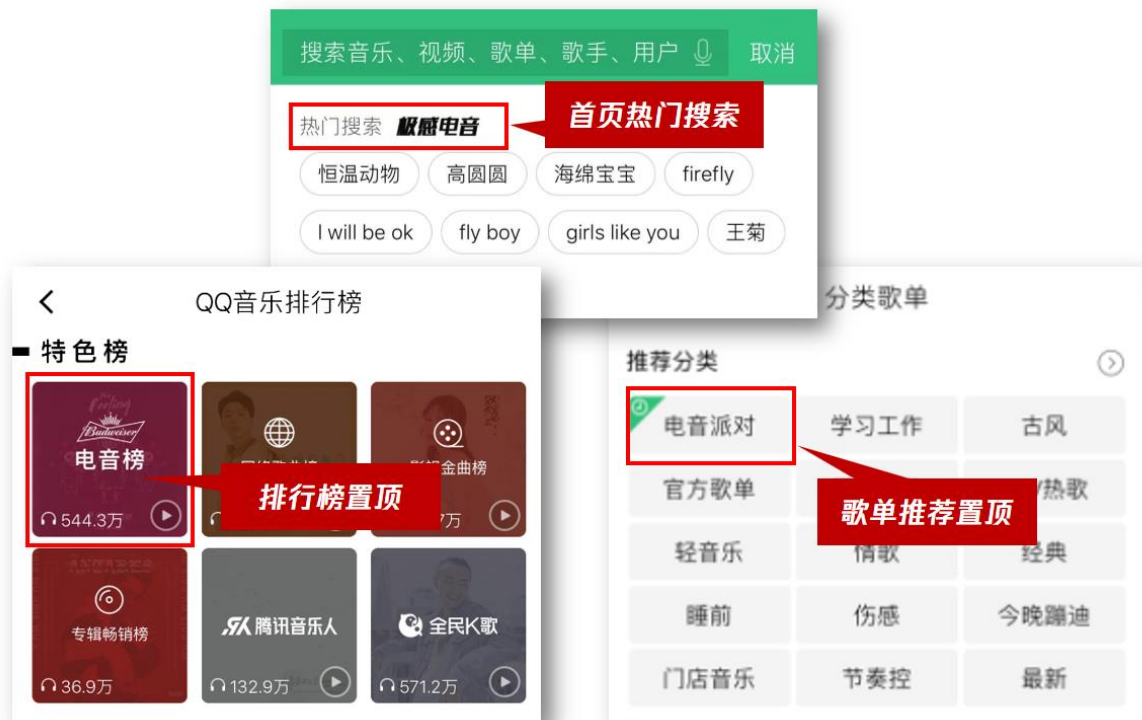 搜索音乐、视频、歌单、歌手、用户 取消
热门搜索 极感电音
首页热门搜索
恒温动物 高圆圆 海绵宝宝 firefly
I will be ok fly boy girls like you 王菊
QQ音乐排行榜
特色榜
Feeling
Budweiser
电音榜
544.3万
金曲榜
万
排行榜置顶
专辑畅销榜
36.9万
腾讯音乐人
132.9万
全民K歌
571.2万
分类歌单
推荐分类
电音派对 学习工作 古风
官方歌单 热歌
歌单推荐置顶
轻音乐 情歌 经典
睡前 伤感 今晚蹦迪
门店音乐 节奏控 最新